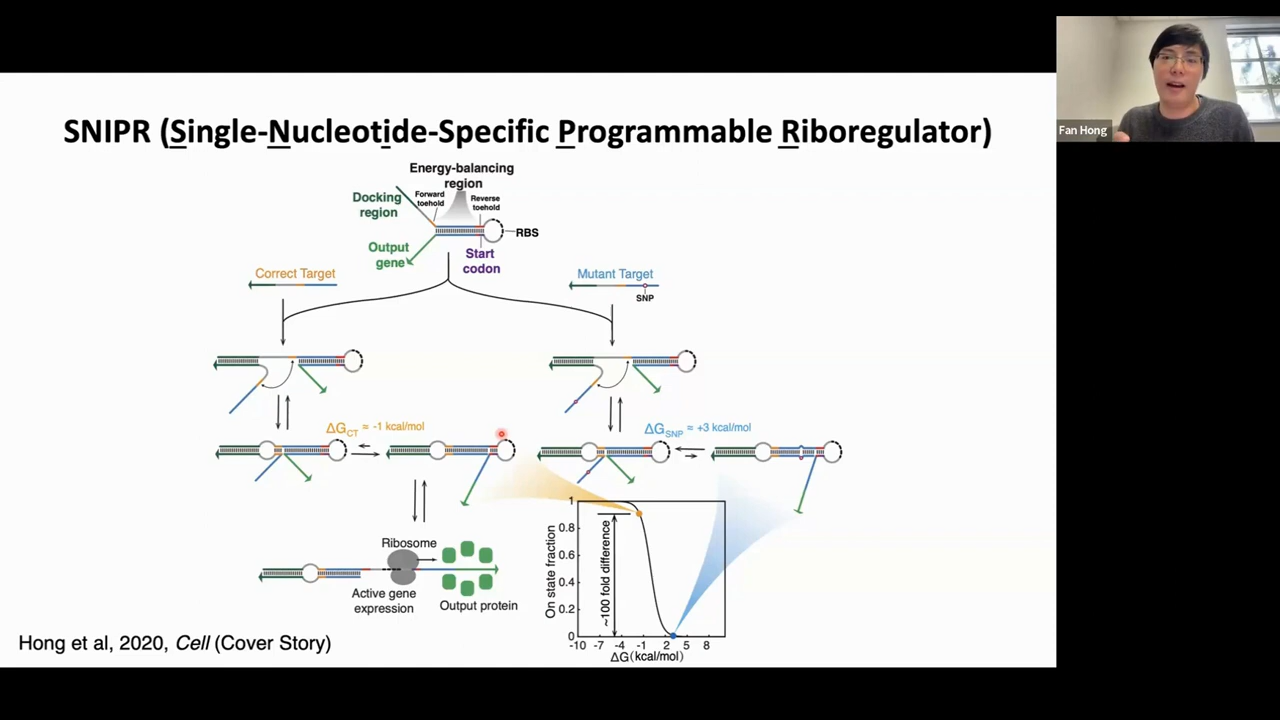 SNIPR (Single-Nucleotide-Specific Programmable Riboregulator)
Fan Hong
Energy-balancing
region
Docking
region
Forward
toehold
Reverse
toehold
RBS
Output
gene
Start
codon
Correct Target
Mutant Target
SNP
ΔGCT ≈ -1 kcal/mol
ΔGSNP ≈ +3 kcal/mol
Ribosome
Active gene
expression
Output protein
On state fraction
1
0.8
0.6
0.4
0.2
0
~100 fold difference
-10 -7 -4 -1 2 5 8
ΔG(kcal/mol)
Hong et al, 2020, Cell (Cover Story)